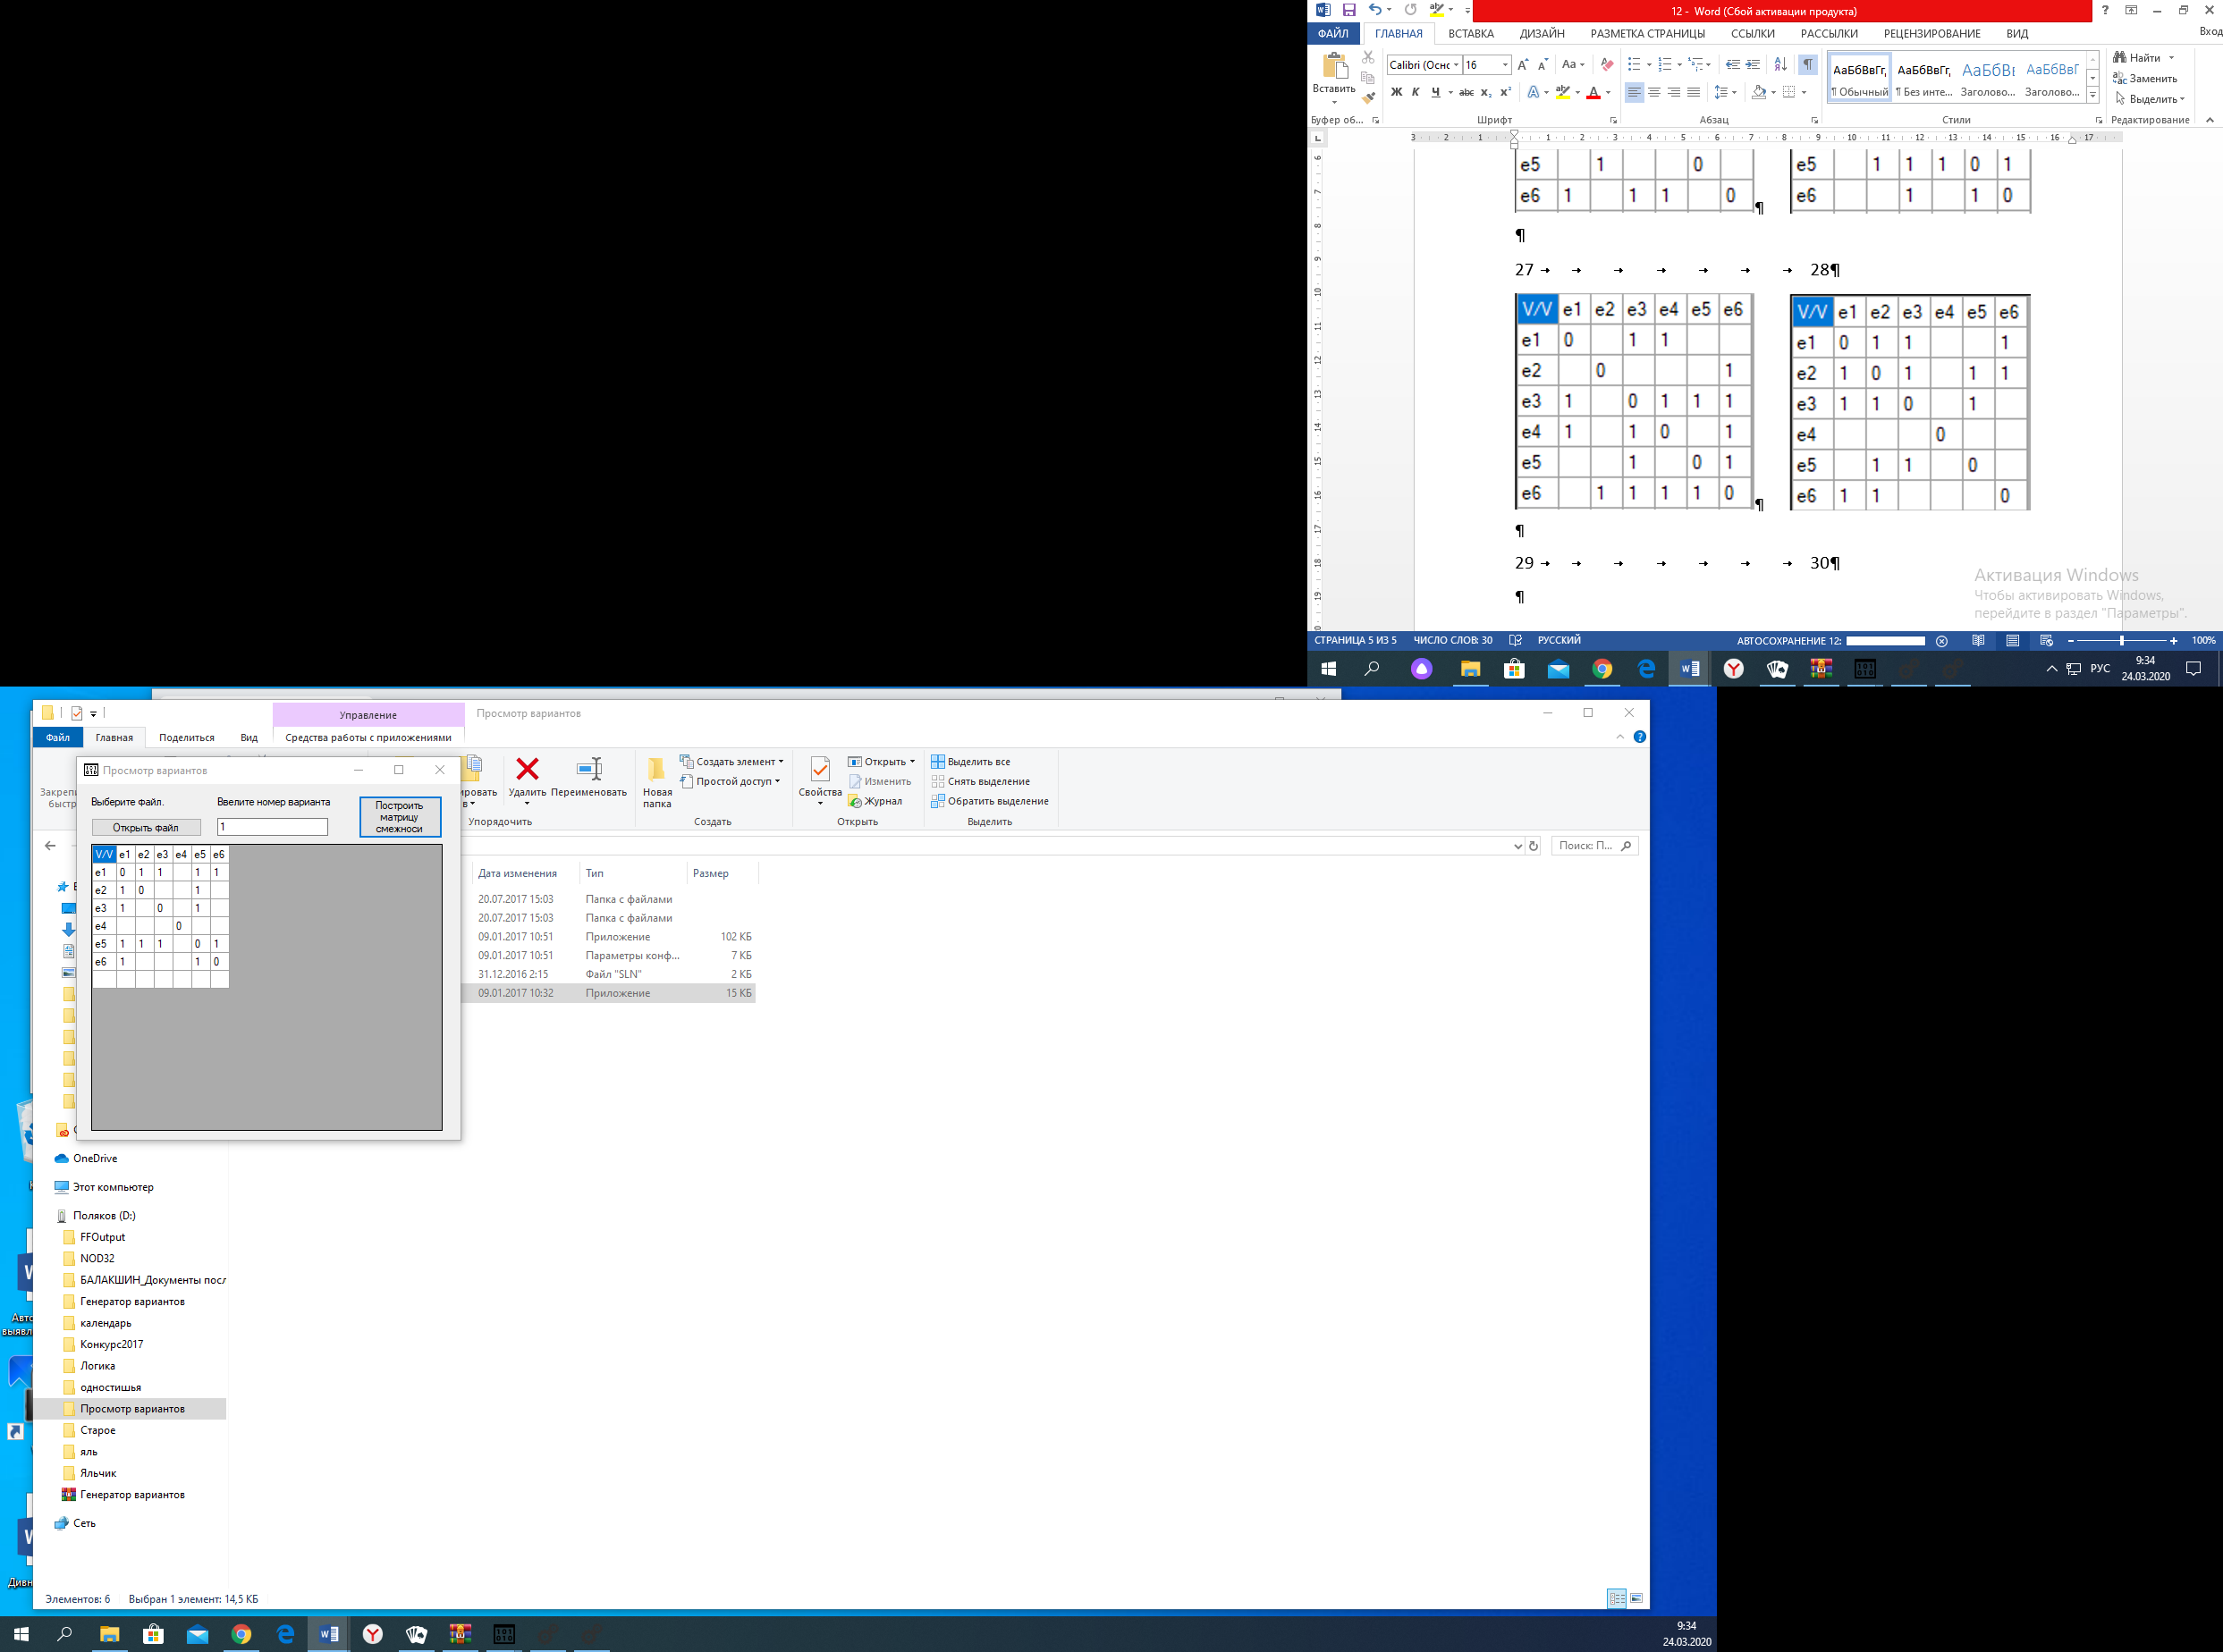 12 - Word (Сбой активации продукта)
ФАЙЛ ГЛАВНАЯ ВСТАВКА ДИЗАЙН РАЗМЕТКА СТРАНИЦЫ ССЫЛКИ РАССЫЛКИ РЕЦЕНЗИРОВАНИЕ ВИД Вход
Calibri (Оснс 16
Вставить
АаБбВвГг, АаБбВвГг, АаБбВı АаБбВвГ
¶ Обычный ¶ Без инте... Заголово... Заголово...
Найти
Заменить
Выделить
Буфер об... Шрифт Абзац Стили Редактирование
e5 1 0
e6 1 1 1 0 ¶
e5 1 1 1 0 1
e6 1 1 0
¶
27 → → → → → → → 28¶
V/V e1 e2 e3 e4 e5 e6
e1 0 1 1
e2 0 1
e3 1 0 1 1 1
e4 1 1 0 1
e5 1 0 1
e6 1 1 1 1 0 ¶
V/V e1 e2 e3 e4 e5 e6
e1 0 1 1 1
e2 1 0 1 1 1
e3 1 1 0 1
e4 0
e5 1 1 0
e6 1 1 0
¶
29 → → → → → → → 30¶
¶
Активация Windows
Чтобы активировать Windows,
перейдите в раздел "Параметры".
СТРАНИЦА 5 ИЗ 5 ЧИСЛО СЛОВ: 30 РУССКИЙ АВТОСОХРАНЕНИЕ 12: 100%
РУС 9:34
24.03.2020
Управление Просмотр вариантов
Файл Главная Поделиться Вид Средства работы с приложениями
Удалить Переименовать
Новая
папка
Создать элемент
Простой доступ
Свойства
Открыть
Изменить
Журнал
Выделить все
Снять выделение
Обратить выделение
Упорядочить Создать Открыть Выделить
Поиск: П...
Просмотр вариантов
Выберите файл. Ввелите номер варианта
Открыть файл 1
Построить
матрицу
смежноси
V/V e1 e2 e3 e4 e5 e6
e1 0 1 1 1 1
e2 1 0 1
e3 1 0 1
e4 0
e5 1 1 1 0 1
e6 1 1 0
Дата изменения Тип Размер
20.07.2017 15:03 Папка с файлами
20.07.2017 15:03 Папка с файлами
09.01.2017 10:51 Приложение 102 КБ
09.01.2017 10:51 Параметры конф... 7 КБ
31.12.2016 2:15 Файл "SLN" 2 КБ
09.01.2017 10:32 Приложение 15 КБ
OneDrive
Этот компьютер
Поляков (D:)
FFOutput
NOD32
БАЛАКШИН_Документы посл
Генератор вариантов
календарь
Конкурс2017
Логика
одностишья
Просмотр вариантов
Старое
яль
Яльчик
Генератор вариантов
Сеть
Элементов: 6 Выбран 1 элемент: 14,5 КБ
9:34
24.03.2020